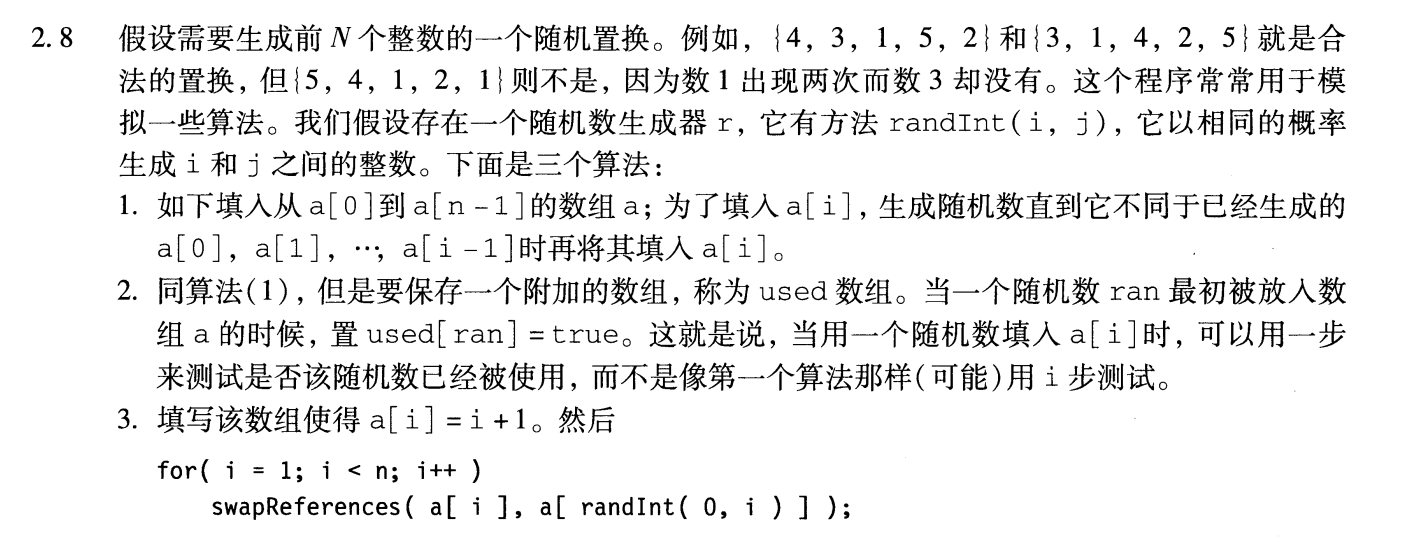 2.8 假设需要生成前 N 个整数的一个随机置换。例如，{4, 3, 1, 5, 2}和{3, 1, 4, 2, 5}就是合
法的置换，但{5, 4, 1, 2, 1}则不是，因为数 1 出现两次而数 3 却没有。这个程序常常用于模
拟一些算法。我们假设存在一个随机数生成器 r，它有方法 randInt(i, j)，它以相同的概率
生成 i 和 j 之间的整数。下面是三个算法：
1. 如下填入从 a[0]到 a[n-1]的数组 a；为了填入 a[i]，生成随机数直到它不同于已经生成的
a[0], a[1], …, a[i-1]时再将其填入 a[i]。
2. 同算法(1)，但是要保存一个附加的数组，称为 used 数组。当一个随机数 ran 最初被放入数
组 a 的时候，置 used[ran]=true。这就是说，当用一个随机数填入 a[i]时，可以用一步
来测试是否该随机数已经被使用，而不是像第一个算法那样(可能)用 i 步测试。
3. 填写该数组使得 a[i]=i+1。然后
for( i = 1; i < n; i++ )
swapReferences( a[ i ], a[ randInt( 0, i ) ] );